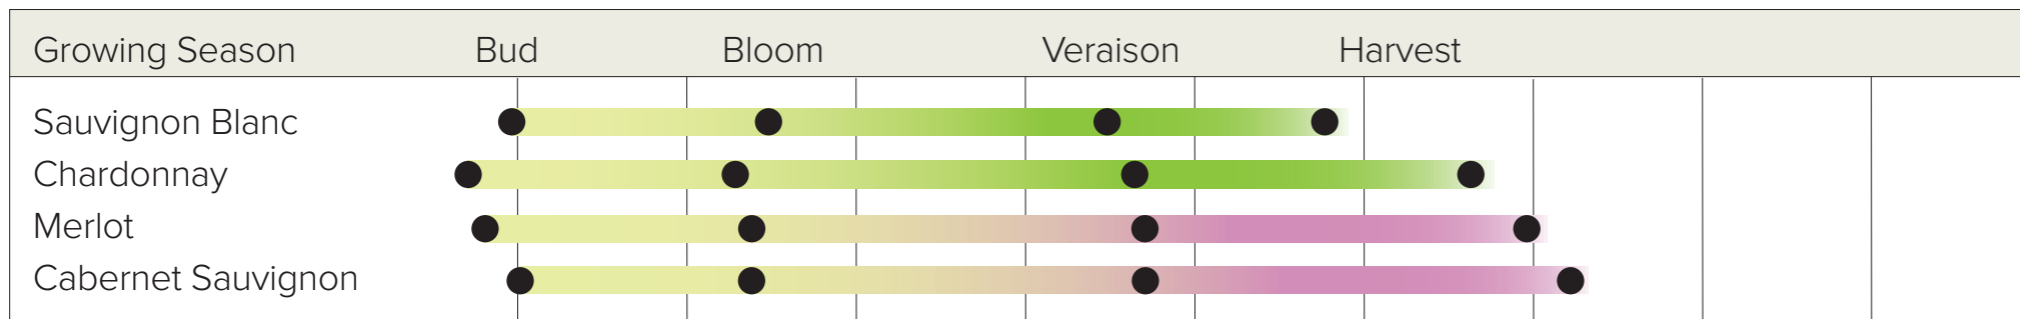 Growing Season Bud Bloom Veraison Harvest
Sauvignon Blanc
Chardonnay
Merlot
Cabernet Sauvignon